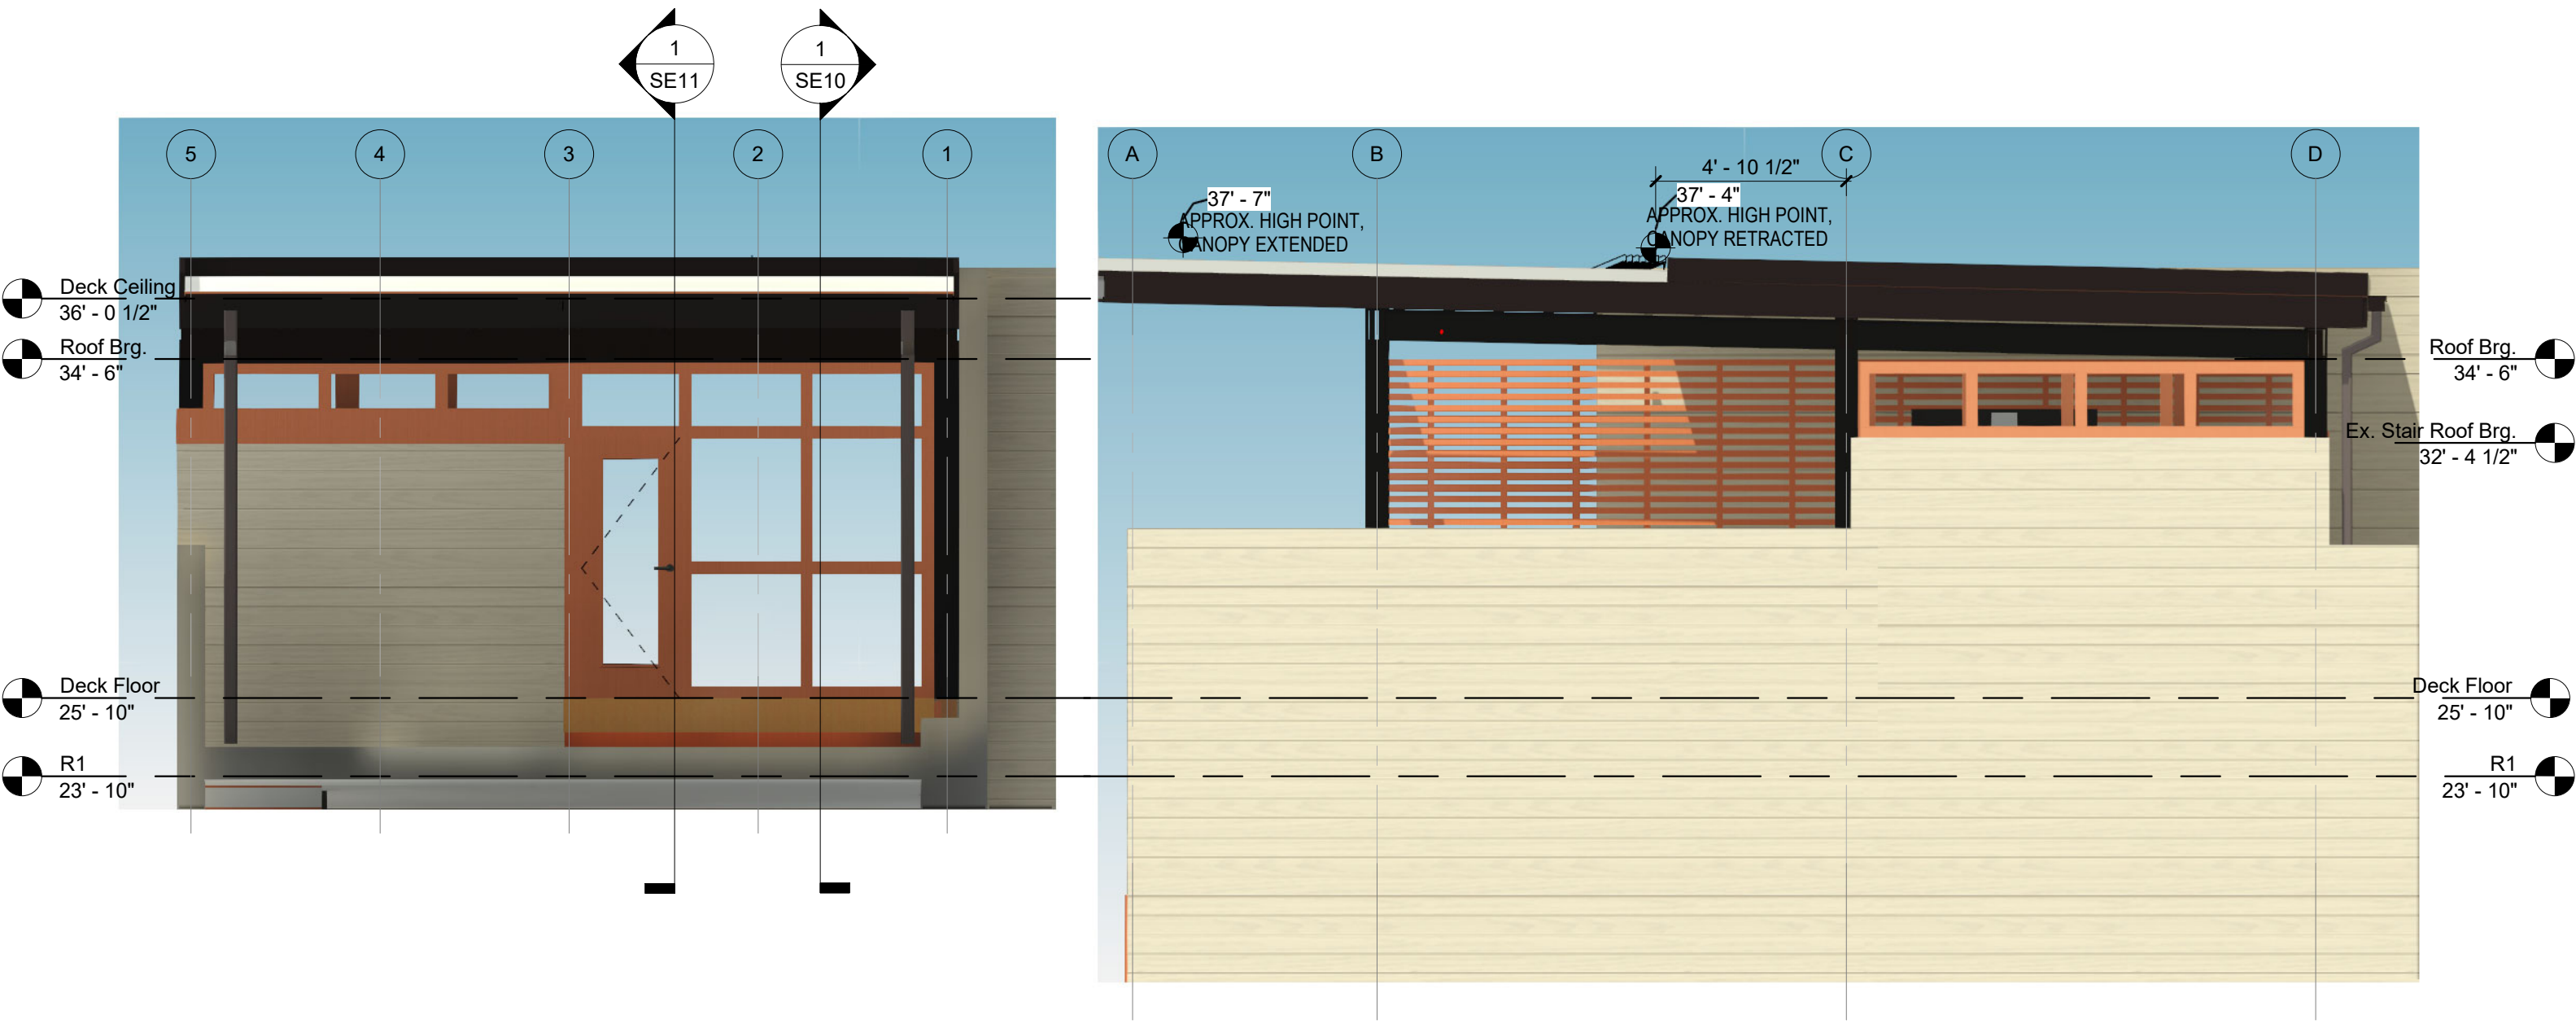 1
SE11
1
SE10
5
4
3
2
1
A
B
C
D
4' - 10 1/2"
37' - 7"
APPROX. HIGH POINT,
CANOPY EXTENDED
37' - 4"
APPROX. HIGH POINT,
CANOPY RETRACTED
Deck Ceiling
36' - 0 1/2"
Roof Brg.
34' - 6"
Roof Brg.
34' - 6"
Ex. Stair Roof Brg.
32' - 4 1/2"
Deck Floor
25' - 10"
Deck Floor
25' - 10"
R1
23' - 10"
R1
23' - 10"